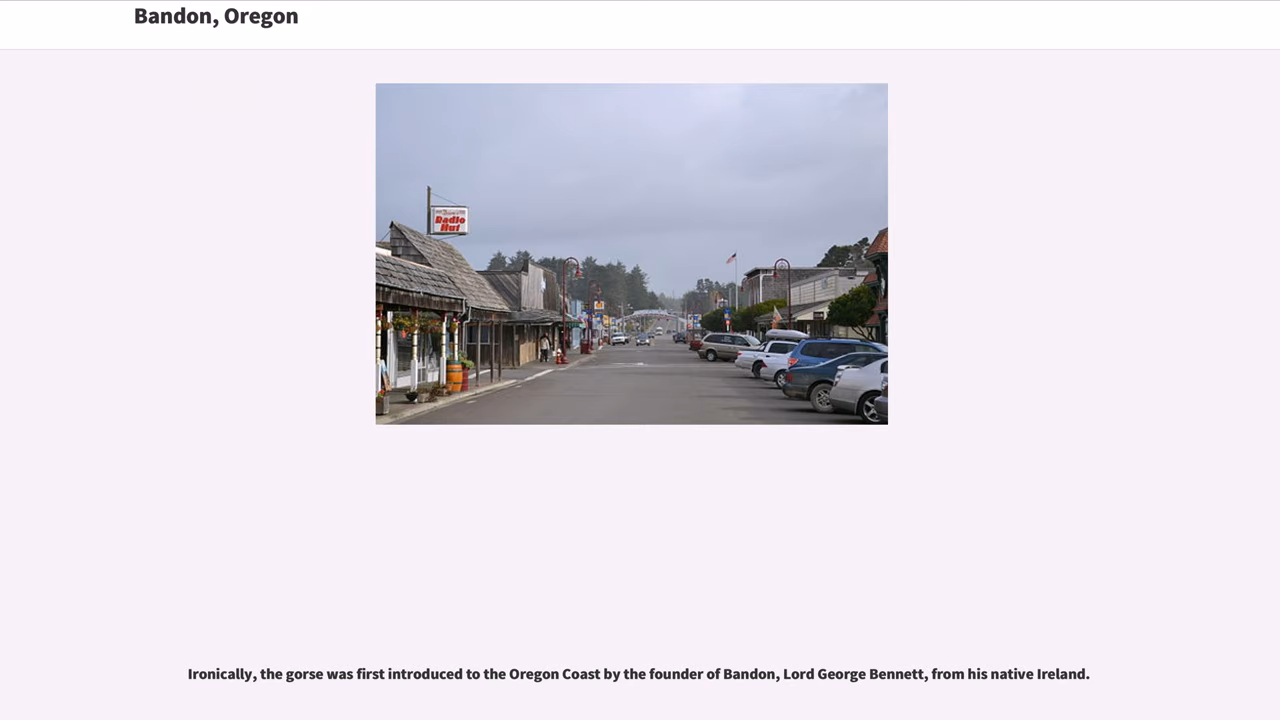 Bandon, Oregon
Radio
Hut
Ironically, the gorse was first introduced to the Oregon Coast by the founder of Bandon, Lord George Bennett, from his native Ireland.